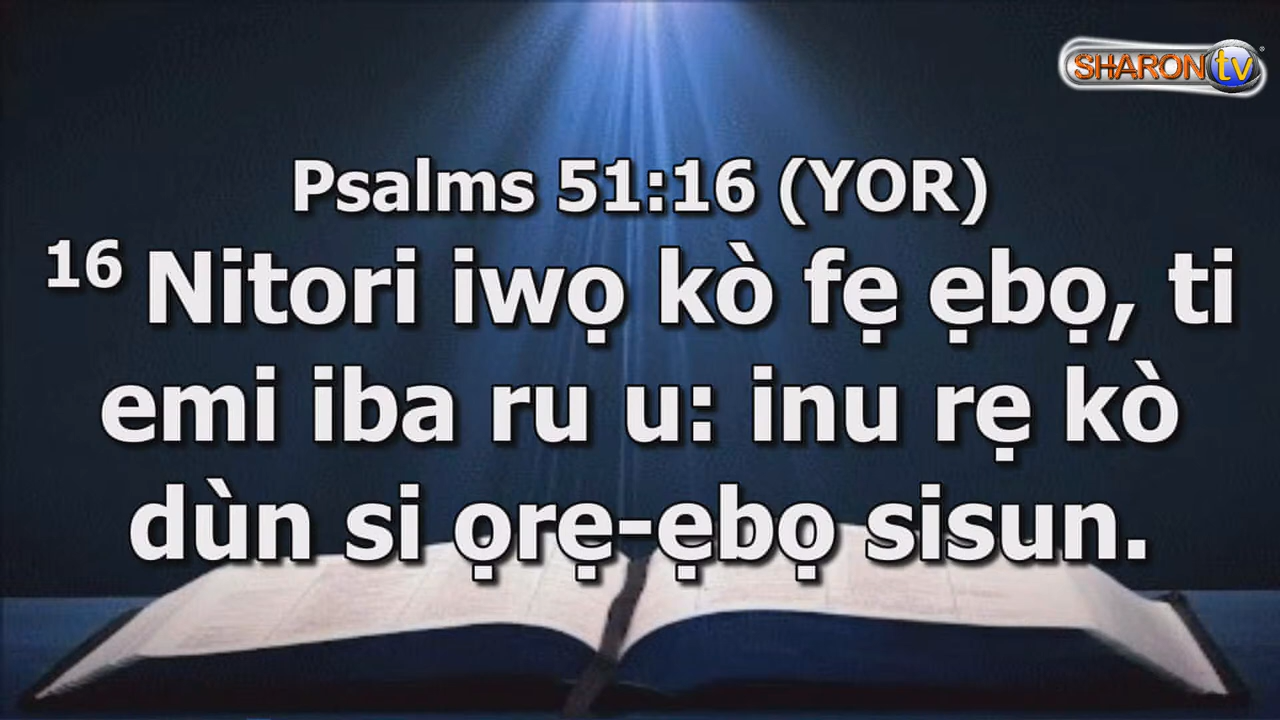 SHARON tv
Psalms 51:16 (YOR)
16 Nitori iwọ kò fẹ ẹbọ, ti
emi iba ru u: inu rẹ kò
dùn si ọrẹ-ẹbọ sisun.